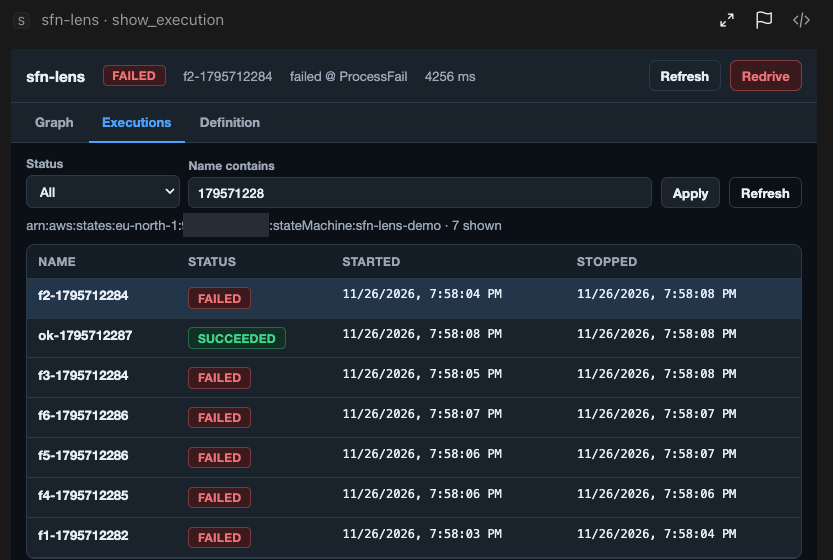 S sfn-lens · show_execution
sfn-lens FAILED f2-1795712284 failed @ ProcessFail 4256 ms Refresh Redrive
Graph Executions Definition
Status Name contains
All 179571228 Apply Refresh
arn:aws:states:eu-north-1: :stateMachine:sfn-lens-demo · 7 shown
NAME STATUS STARTED STOPPED
f2-1795712284 FAILED 11/26/2026, 7:58:04 PM 11/26/2026, 7:58:08 PM
ok-1795712287 SUCCEEDED 11/26/2026, 7:58:08 PM 11/26/2026, 7:58:08 PM
f3-1795712284 FAILED 11/26/2026, 7:58:05 PM 11/26/2026, 7:58:08 PM
f6-1795712286 FAILED 11/26/2026, 7:58:07 PM 11/26/2026, 7:58:07 PM
f5-1795712286 FAILED 11/26/2026, 7:58:06 PM 11/26/2026, 7:58:07 PM
f4-1795712285 FAILED 11/26/2026, 7:58:06 PM 11/26/2026, 7:58:06 PM
f1-1795712282 FAILED 11/26/2026, 7:58:03 PM 11/26/2026, 7:58:04 PM